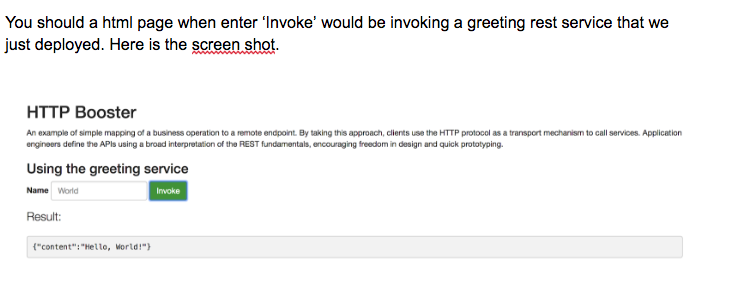 You should a html page when enter ‘Invoke’ would be invoking a greeting rest service that we
just deployed. Here is the screen shot.
HTTP Booster
An example of simple mapping of a business operation to a remote endpoint. By taking this approach, clients use the HTTP protocol as a transport mechanism to call services. Application
engineers define the APIs using a broad interpretation of the REST fundamentals, encouraging freedom in design and quick prototyping.
Using the greeting service
Name World Invoke
Result:
{"content":"Hello, World!"}